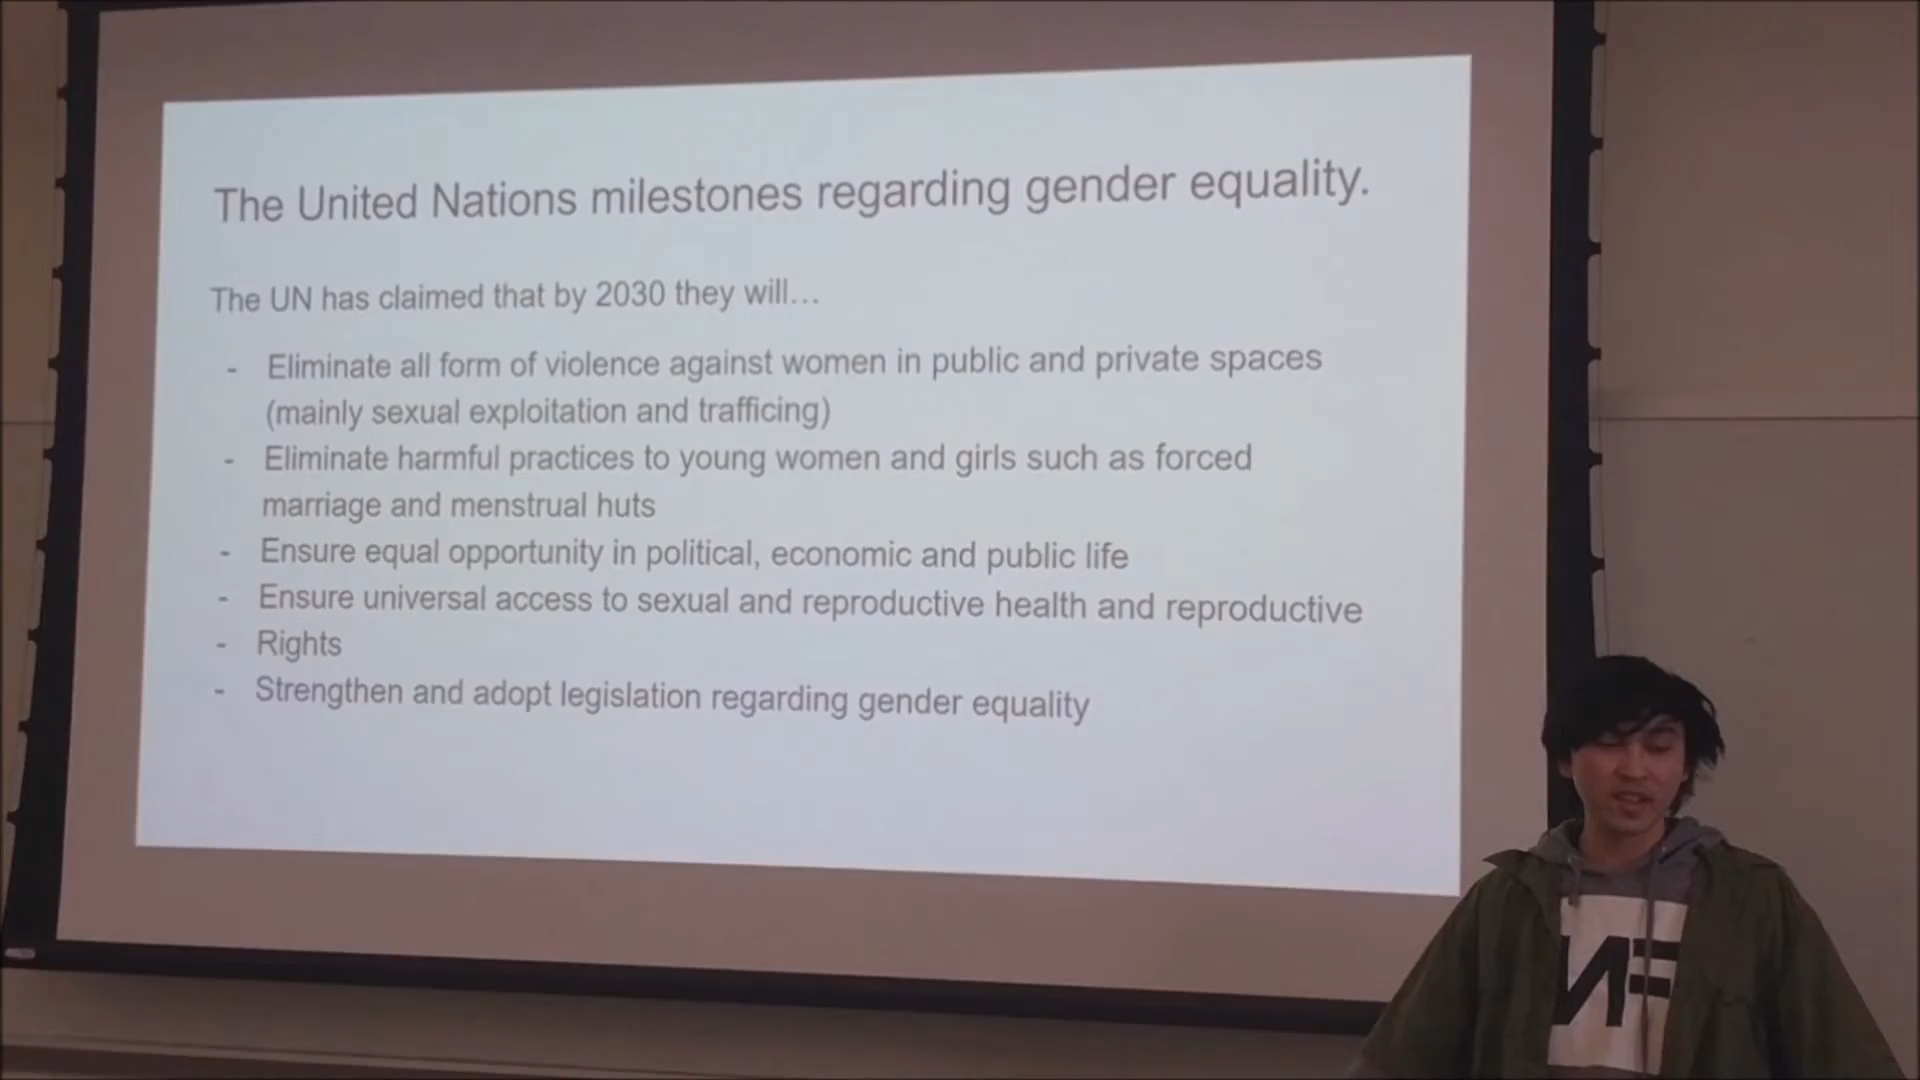 The United Nations milestones regarding gender equality.
The UN has claimed that by 2030 they will...
- Eliminate all form of violence against women in public and private spaces
(mainly sexual exploitation and trafficing)
- Eliminate harmful practices to young women and girls such as forced
marriage and menstrual huts
- Ensure equal opportunity in political, economic and public life
- Ensure universal access to sexual and reproductive health and reproductive
- Rights
- Strengthen and adopt legislation regarding gender equality